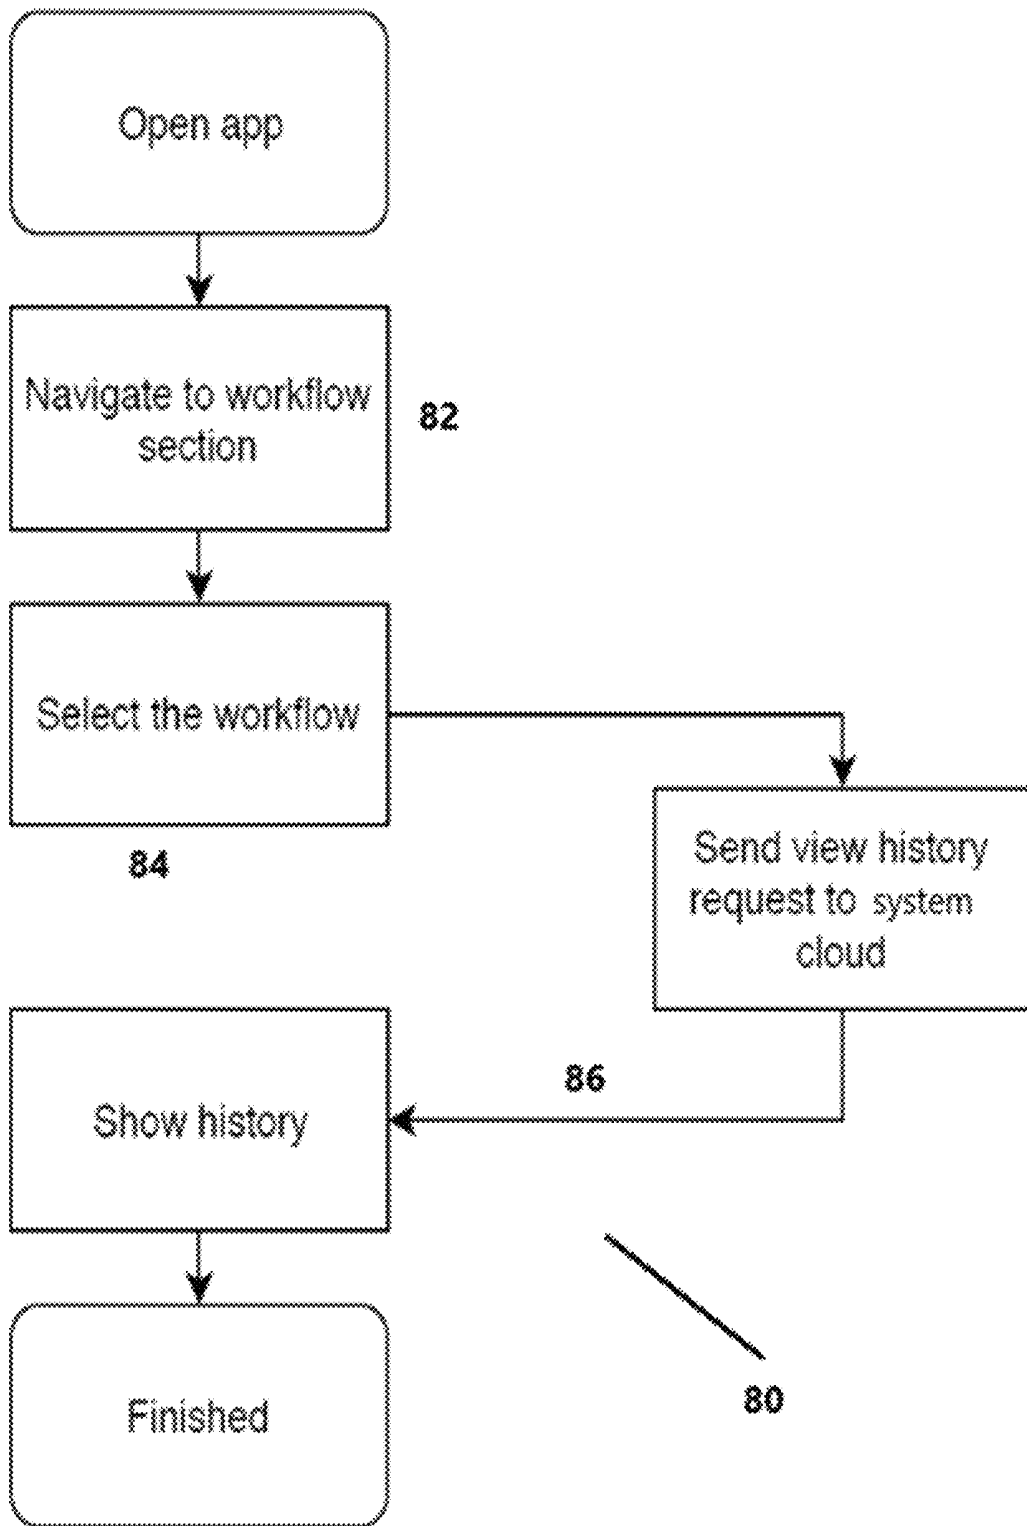 Open app
Navigate to workflow
section
82
Select the workflow
84
Send view history
request to system
cloud
86
Show history
80
Finished